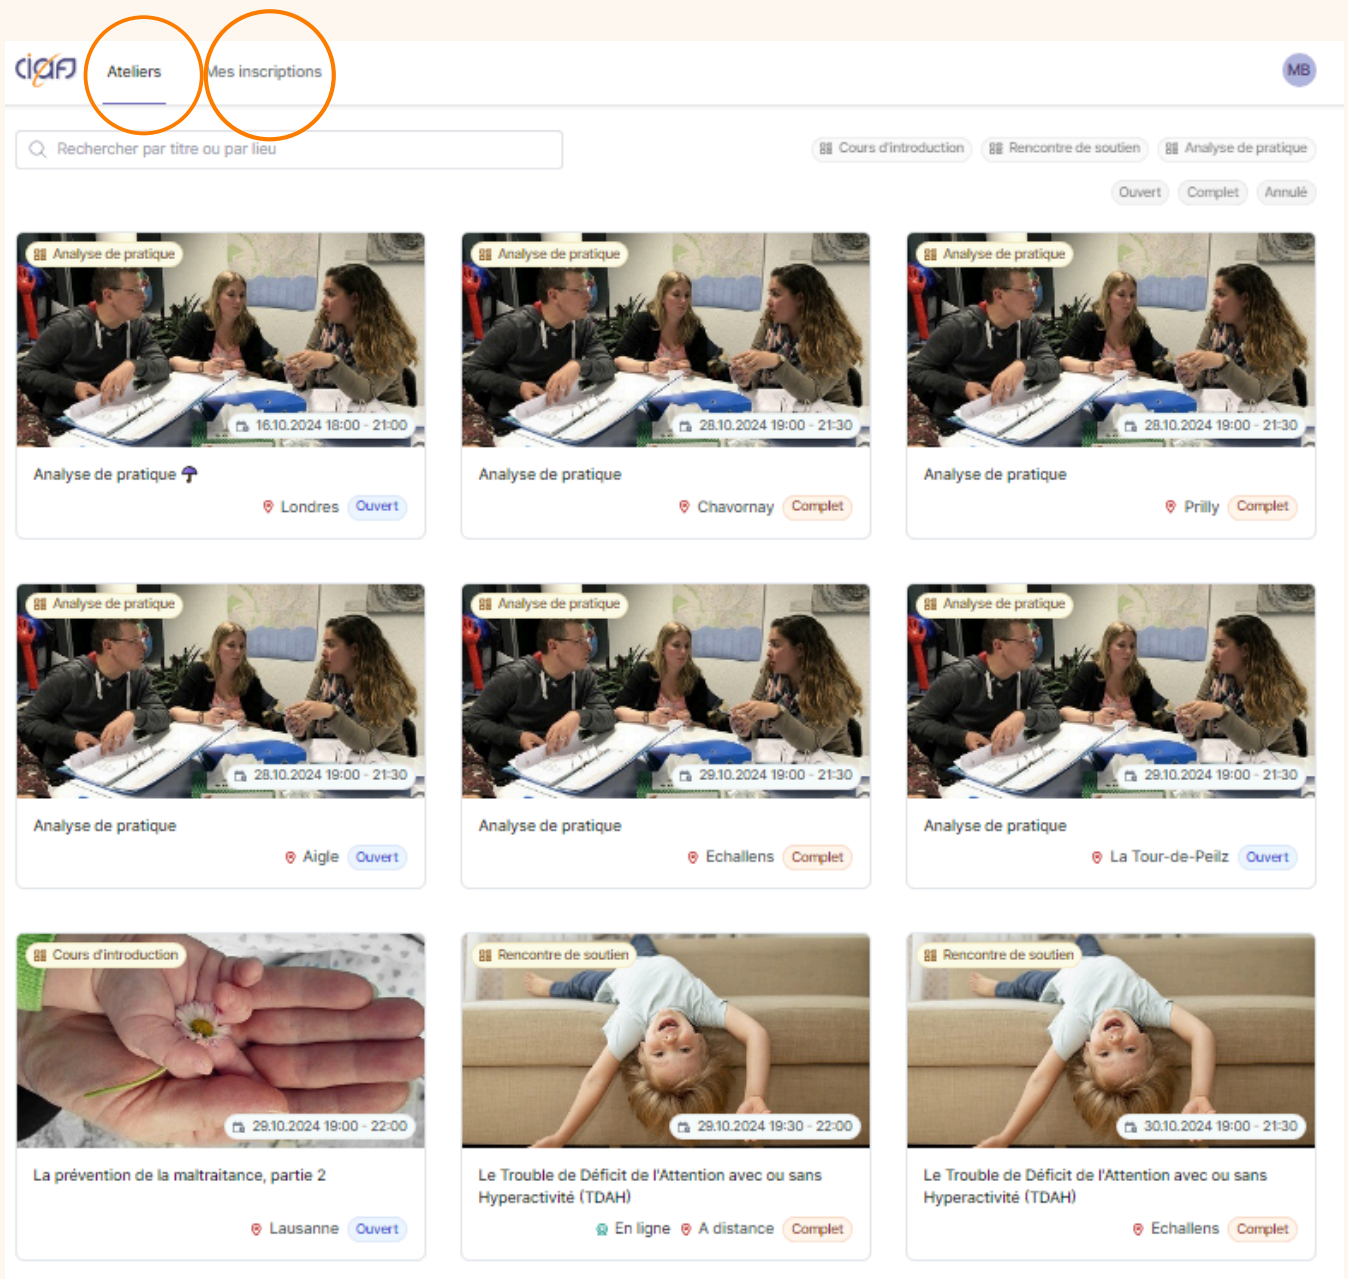 ciafj
Ateliers
Mes inscriptions
MB
Rechercher par titre ou par lieu
Cours d'introduction
Rencontre de soutien
Analyse de pratique
Ouvert
Complet
Annulé
Analyse de pratique
16.10.2024 18:00 - 21:00
Analyse de pratique
Londres
Ouvert
Analyse de pratique
28.10.2024 19:00 - 21:30
Analyse de pratique
Chavornay
Complet
Analyse de pratique
28.10.2024 19:00 - 21:30
Analyse de pratique
Prilly
Complet
Analyse de pratique
28.10.2024 19:00 - 21:30
Analyse de pratique
Aigle
Ouvert
Analyse de pratique
29.10.2024 19:00 - 21:30
Analyse de pratique
Echallens
Complet
Analyse de pratique
29.10.2024 19:00 - 21:30
Analyse de pratique
La Tour-de-Peilz
Ouvert
Cours d'introduction
29.10.2024 19:00 - 22:00
La prévention de la maltraitance, partie 2
Lausanne
Ouvert
Rencontre de soutien
29.10.2024 19:30 - 22:00
Le Trouble de Déficit de l'Attention avec ou sans
Hyperactivité (TDAH)
En ligne
A distance
Complet
Rencontre de soutien
30.10.2024 19:00 - 21:30
Le Trouble de Déficit de l'Attention avec ou sans
Hyperactivité (TDAH)
Echallens
Complet